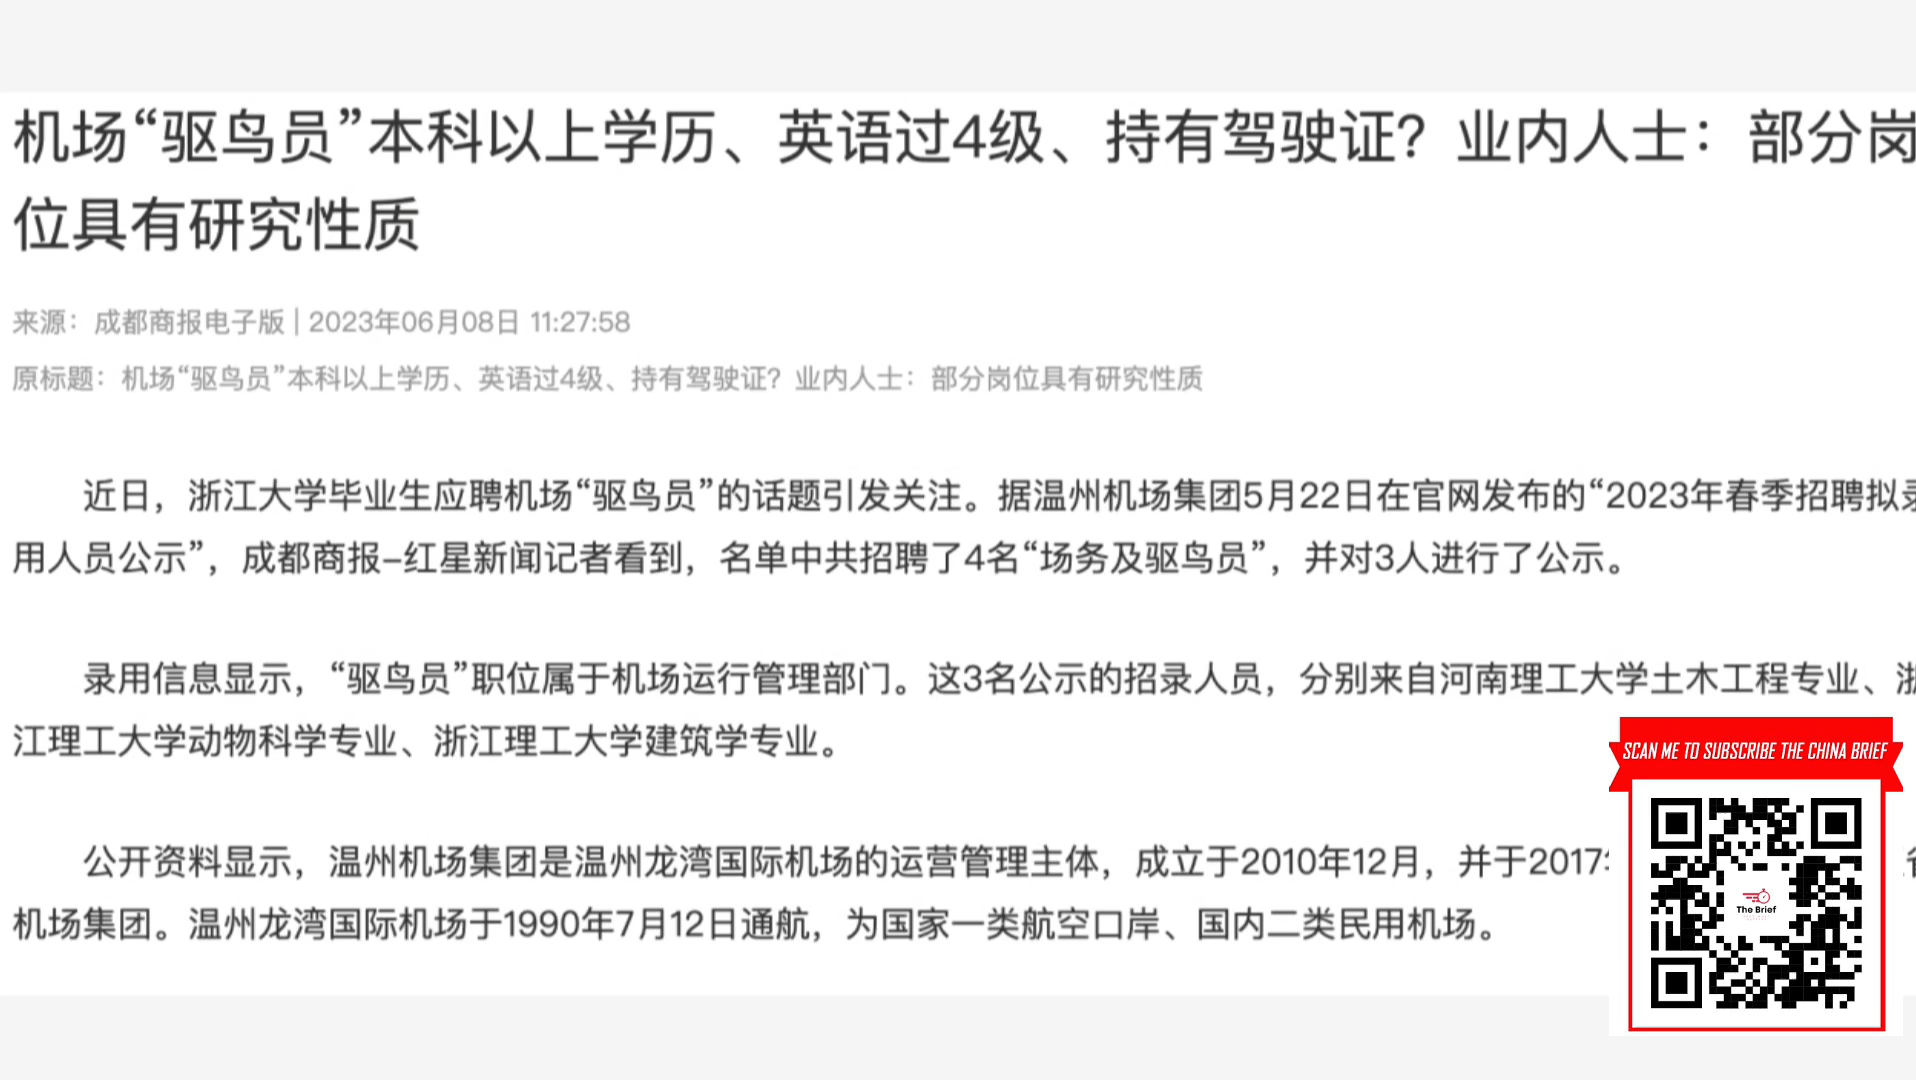 机场“驱鸟员”本科以上学历、英语过4级、持有驾驶证？业内人士：部分岗
位具有研究性质
来源：成都商报电子版 | 2023年06月08日 11:27:58
原标题：机场“驱鸟员”本科以上学历、英语过4级、持有驾驶证？业内人士：部分岗位具有研究性质
近日，浙江大学毕业生应聘机场“驱鸟员”的话题引发关注。据温州机场集团5月22日在官网发布的“2023年春季招聘拟录
用人员公示”，成都商报-红星新闻记者看到，名单中共招聘了4名“场务及驱鸟员”，并对3人进行了公示。
录用信息显示，“驱鸟员”职位属于机场运行管理部门。这3名公示的招录人员，分别来自河南理工大学土木工程专业、浙
江理工大学动物科学专业、浙江理工大学建筑学专业。
公开资料显示，温州机场集团是温州龙湾国际机场的运营管理主体，成立于2010年12月，并于2017
机场集团。温州龙湾国际机场于1990年7月12日通航，为国家一类航空口岸、国内二类民用机场。
SCAN ME TO SUBSCRIBE THE CHINA BRIEF
The Brief